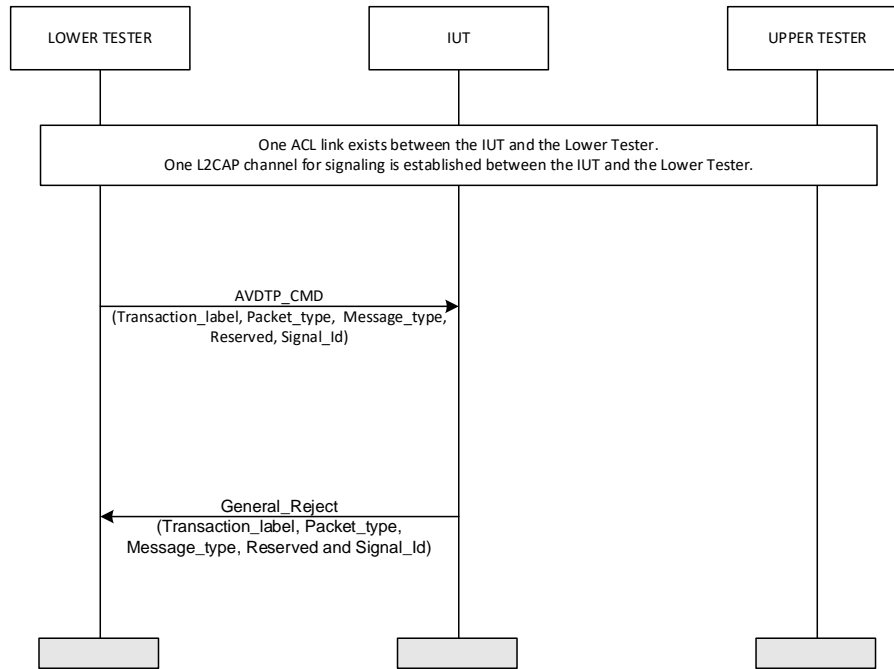 LOWER TESTER
IUT
UPPER TESTER
One ACL link exists between the IUT and the Lower Tester.
One L2CAP channel for signaling is established between the IUT and the Lower Tester.
AVDTP_CMD
(Transaction_label, Packet_type, Message_type,
Reserved, Signal_Id)
General_Reject
(Transaction_label, Packet_type,
Message_type, Reserved and Signal_Id)